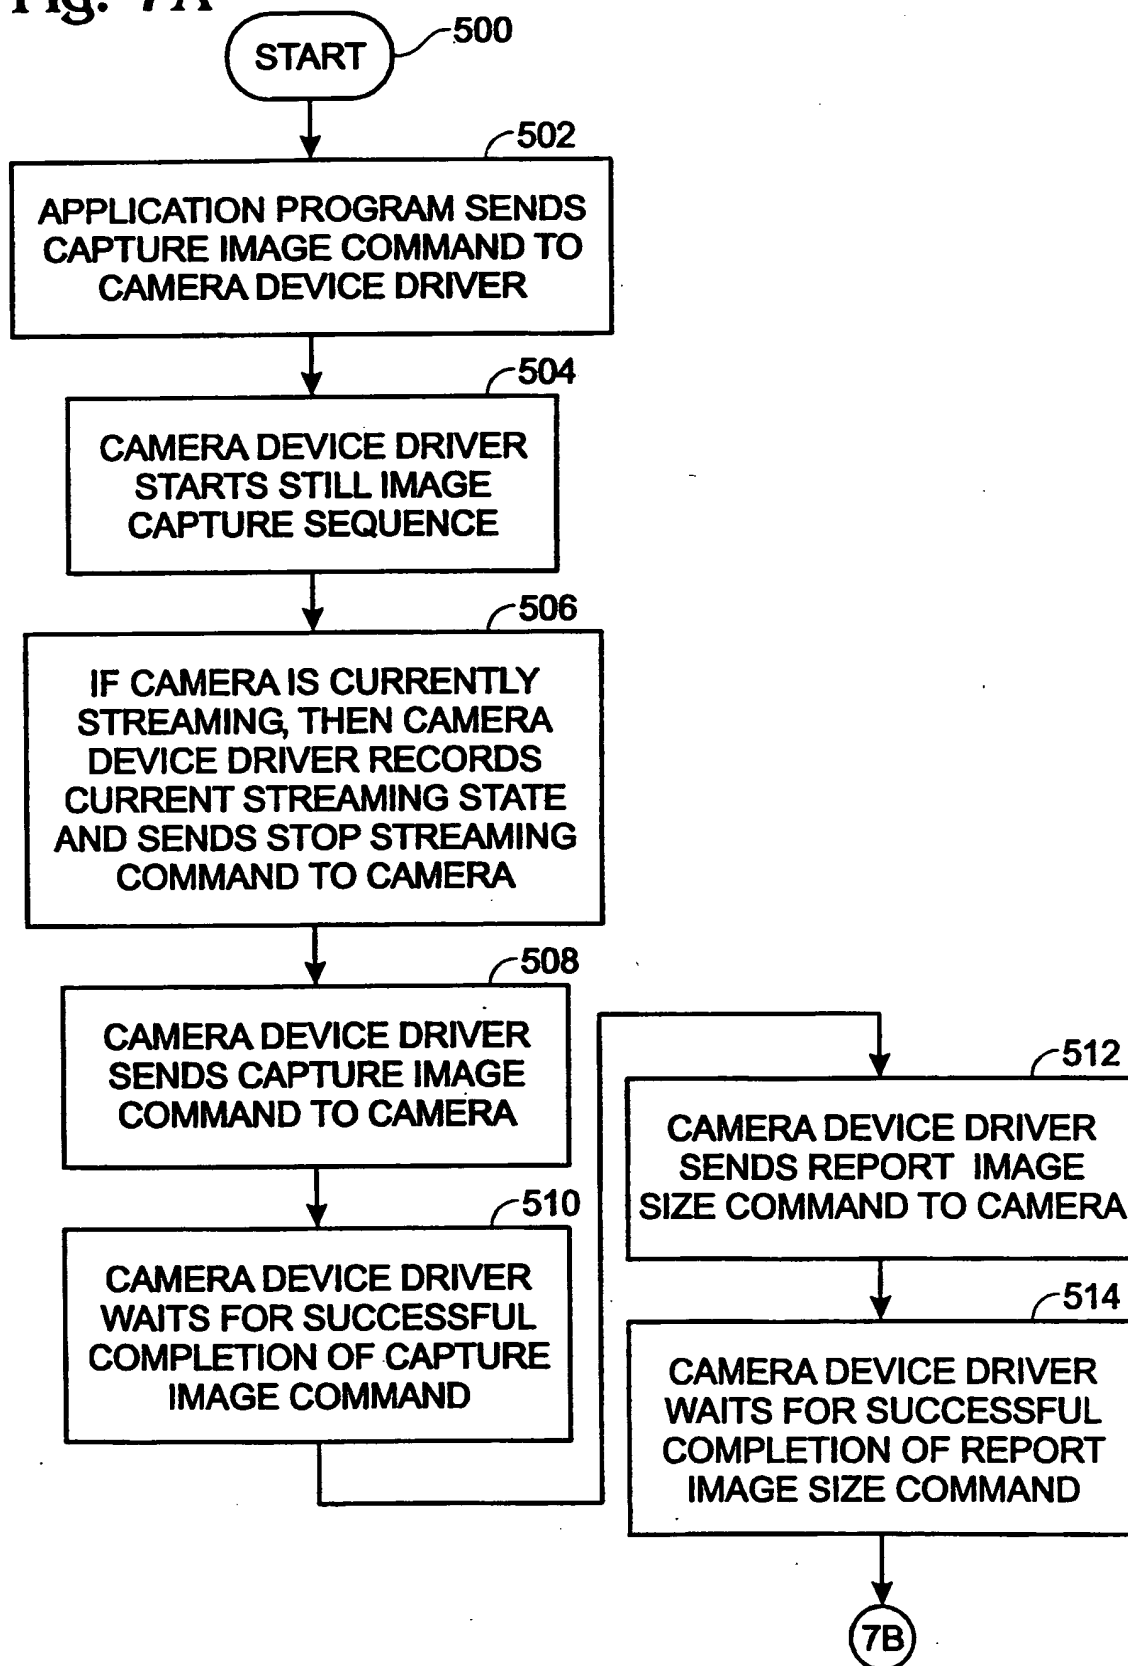 Fig. 7A
START
500
502
APPLICATION PROGRAM SENDS
CAPTURE IMAGE COMMAND TO
CAMERA DEVICE DRIVER
504
CAMERA DEVICE DRIVER
STARTS STILL IMAGE
CAPTURE SEQUENCE
506
IF CAMERA IS CURRENTLY
STREAMING, THEN CAMERA
DEVICE DRIVER RECORDS
CURRENT STREAMING STATE
AND SENDS STOP STREAMING
COMMAND TO CAMERA
508
CAMERA DEVICE DRIVER
SENDS CAPTURE IMAGE
COMMAND TO CAMERA
510
CAMERA DEVICE DRIVER
WAITS FOR SUCCESSFUL
COMPLETION OF CAPTURE
IMAGE COMMAND
512
CAMERA DEVICE DRIVER
SENDS REPORT IMAGE
SIZE COMMAND TO CAMERA
514
CAMERA DEVICE DRIVER
WAITS FOR SUCCESSFUL
COMPLETION OF REPORT
IMAGE SIZE COMMAND
7B